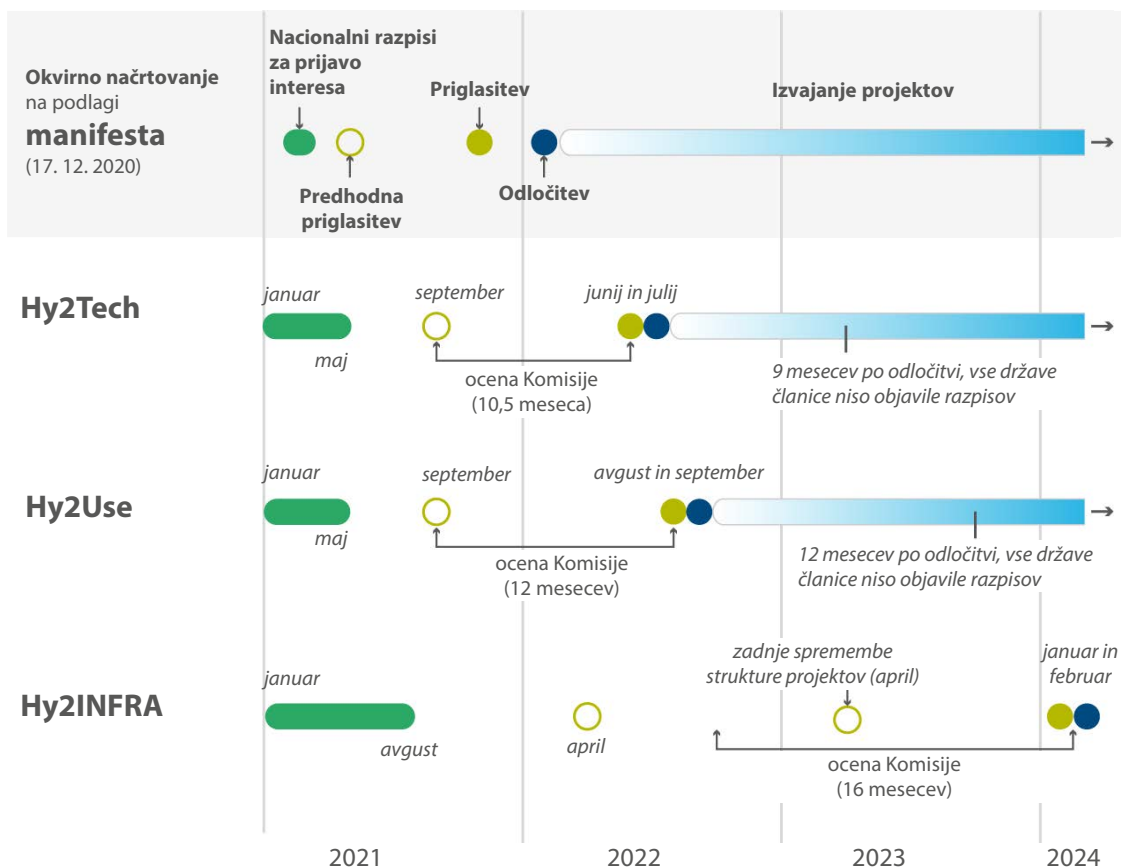 Okvirno načrtovanje
na podlagi
manifesta
(17. 12. 2020)
Nacionalni razpisi
za prijavo
interesa
Predhodna
priglasitev
Priglasitev
Odločitev
Izvajanje projektov
Hy2Tech
januar
maj
september
junij in julij
ocena Komisije
(10,5 meseca)
9 mesecev po odločitvi, vse države
članice niso objavile razpisov
Hy2Use
januar
maj
september
avgust in september
ocena Komisije
(12 mesecev)
12 mesecev po odločitvi, vse države
članice niso objavile razpisov
Hy2INFRA
januar
avgust
april
zadnje spremembe
strukture projektov (april)
januar in
februar
ocena Komisije
(16 mesecev)
2021
2022
2023
2024